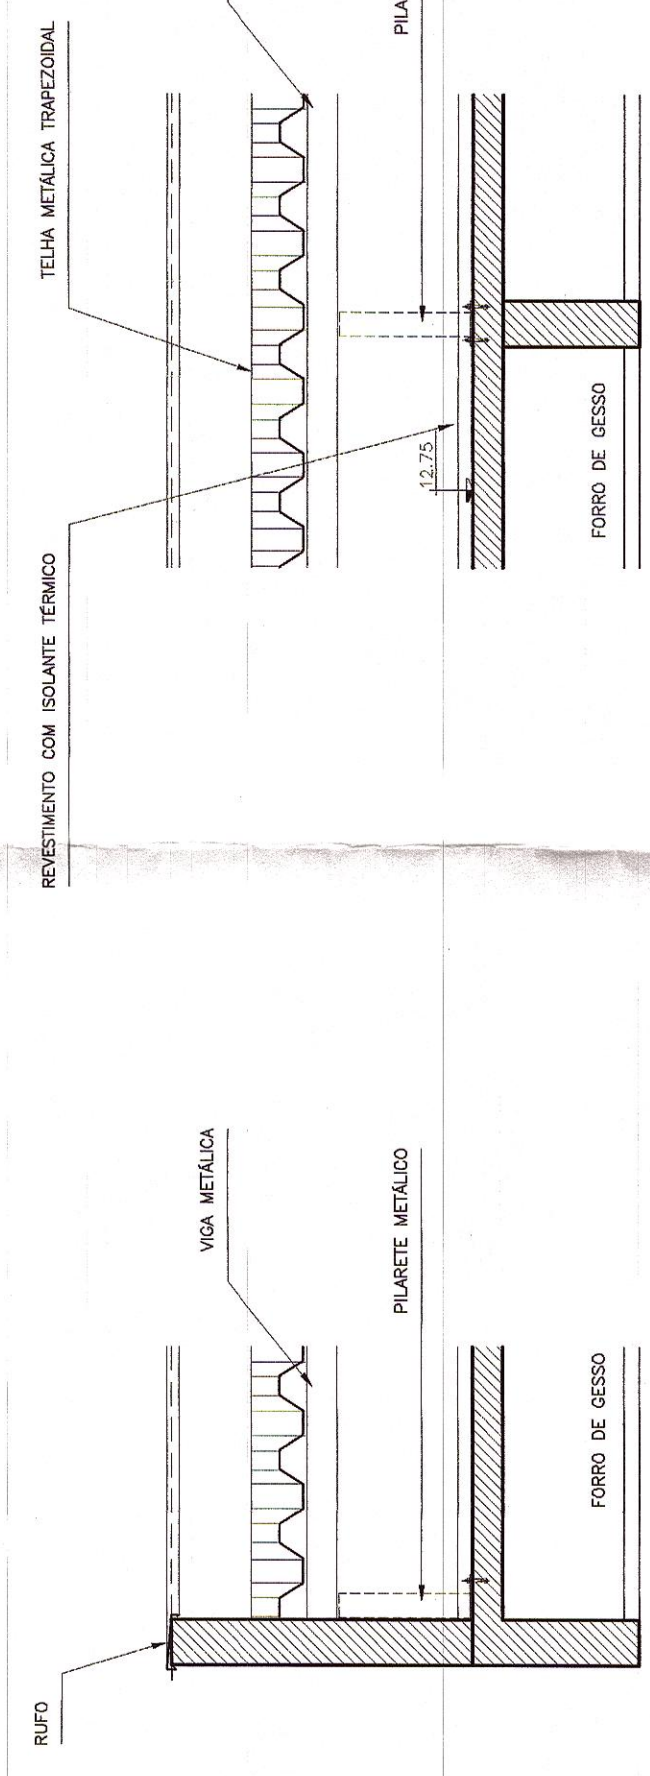 RUFO
VIGA METÁLICA
PILARETE METÁLICO
FORRO DE GESSO
REVESTIMENTO COM ISOLANTE TÉRMICO
TELHA METÁLICA TRAPEZOIDAL
PILA
12.75
FORRO DE GESSO